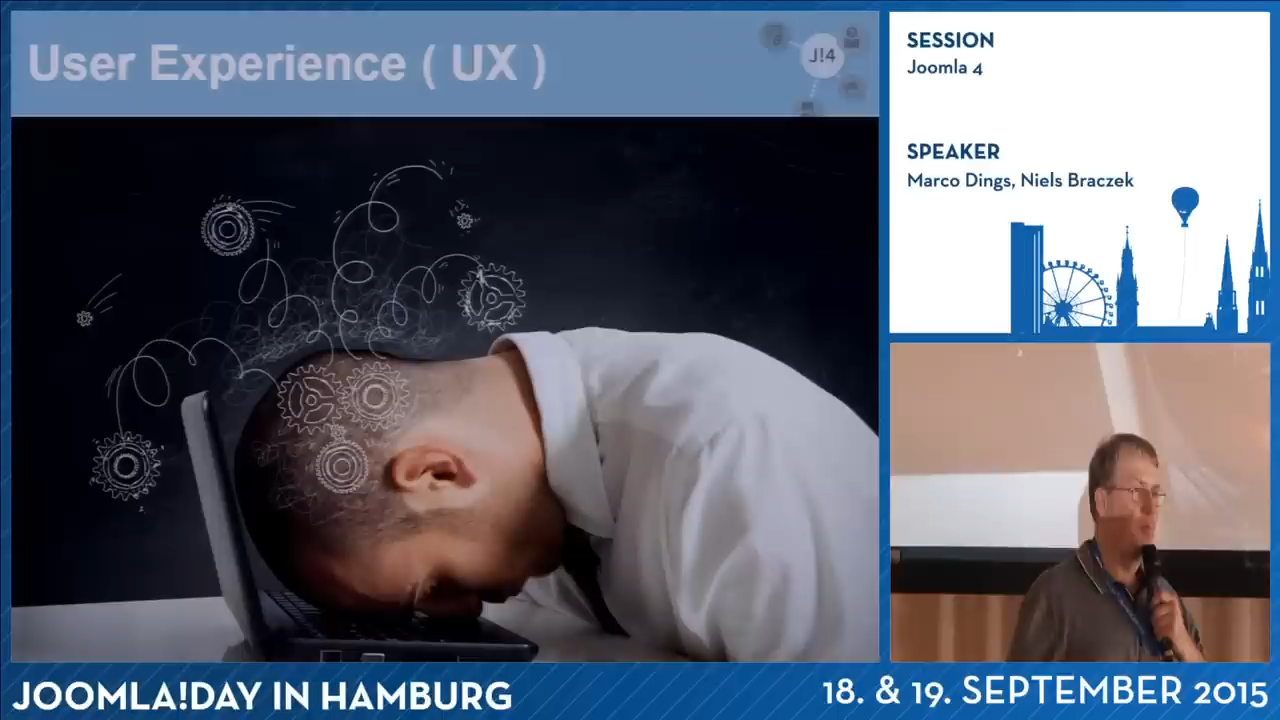 User Experience ( UX )
J!4
SESSION
Joomla 4
SPEAKER
Marco Dings, Niels Braczek
JOOMLA!DAY IN HAMBURG
18. & 19. SEPTEMBER 2015